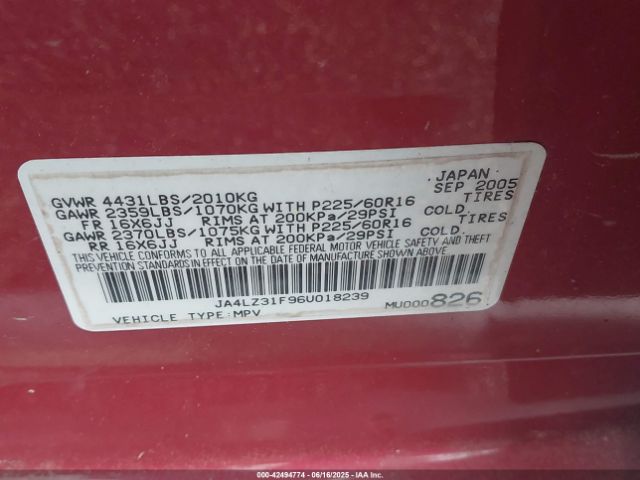 JAPAN
GVWR 4431LBS/2010KG SEP 2005
GAWR 2359LBS/1070KG WITH P225/60R16 TIRES
FR 16X6JJ RIMS AT 200KPa/29PSI COLD.
GAWR 2370LBS/1075KG WITH P225/60R16 TIRES
RR 16X6JJ RIMS AT 200KPa/29PSI COLD.
THIS VEHICLE CONFORMS TO ALL APPLICABLE FEDERAL MOTOR VEHICLE SAFETY AND THEFT
PREVENTION STANDARDS IN EFFECT ON THE DATE OF MANUFACTURE SHOWN ABOVE.
JA4LZ31F96U018239
VEHICLE TYPE:MPV MU000826
000-42494774 - 06/16/2025 - IAA Inc.